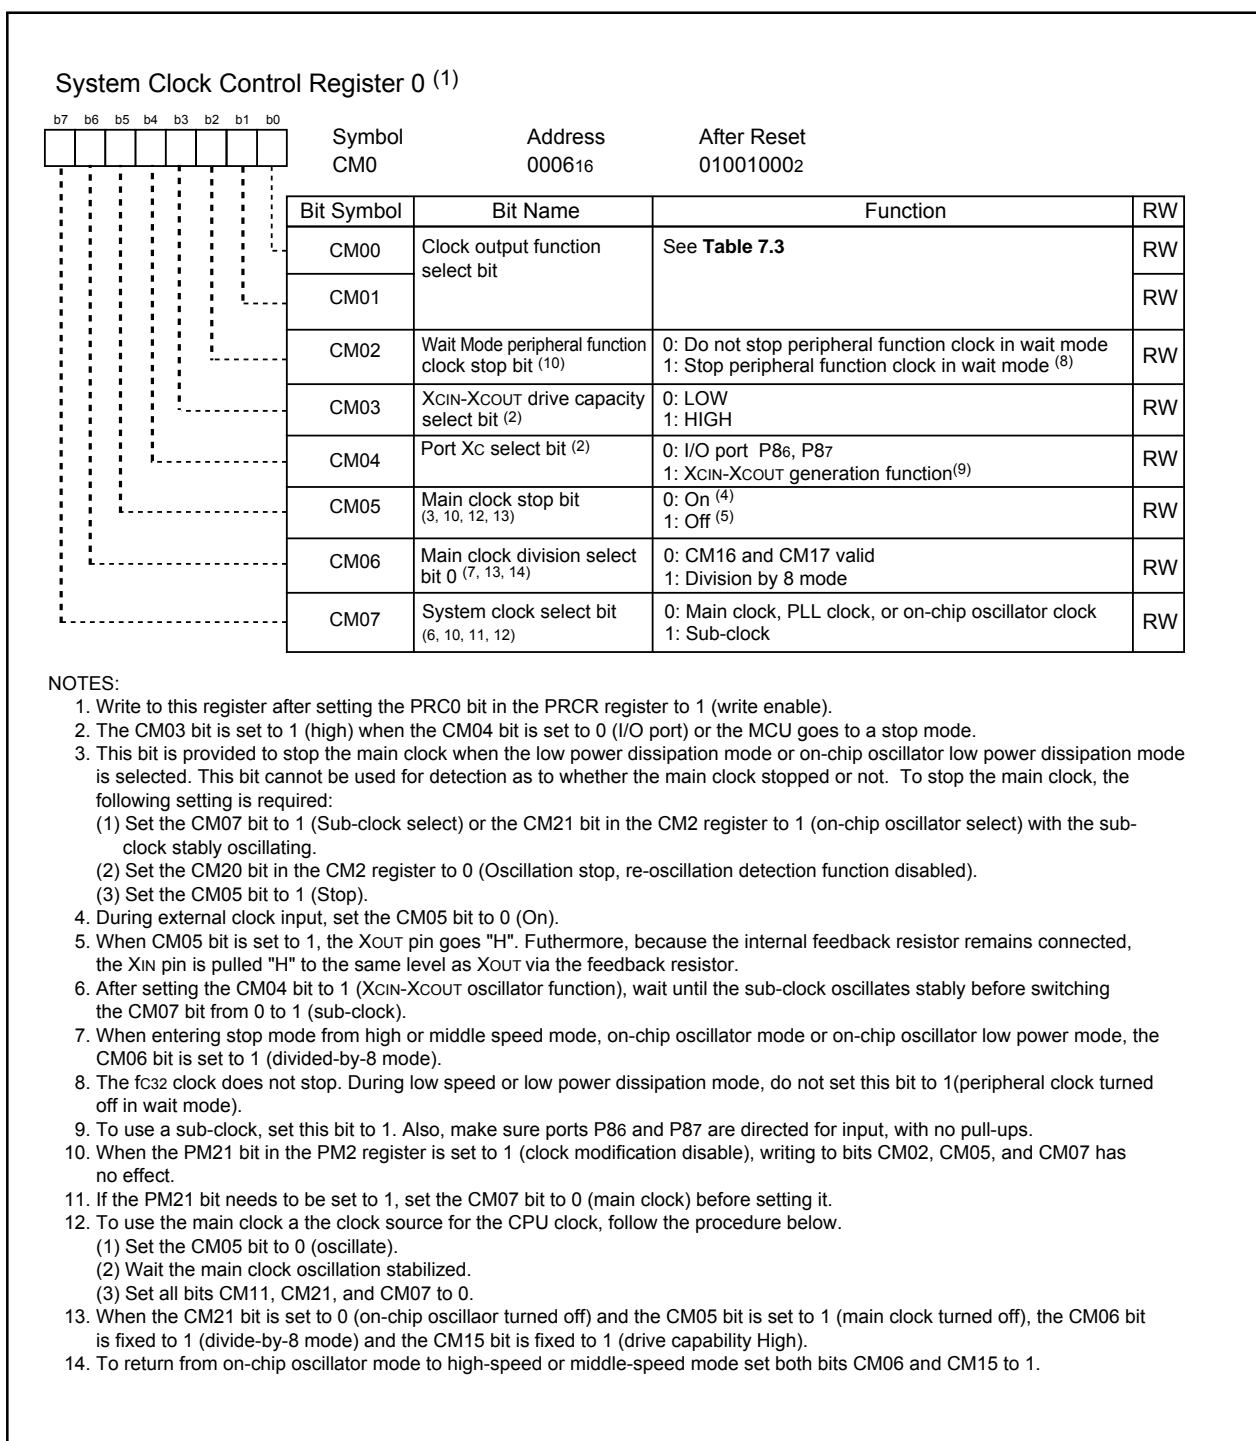 System Clock Control Register 0 (1)
b7 b6 b5 b4 b3 b2 b1 b0
Symbol Address After Reset
CM0 000616 010010002
Bit Symbol Bit Name Function RW
CM00 Clock output function select bit See Table 7.3 RW
CM01 RW
CM02 Wait Mode peripheral function clock stop bit (10) 0: Do not stop peripheral function clock in wait mode 1: Stop peripheral function clock in wait mode (8) RW
CM03 XCIN-XCOUT drive capacity select bit (2) 0: LOW 1: HIGH RW
CM04 Port XC select bit (2) 0: I/O port P86, P87 1: XCIN-XCOUT generation function(9) RW
CM05 Main clock stop bit (3, 10, 12, 13) 0: On (4) 1: Off (5) RW
CM06 Main clock division select bit 0 (7, 13, 14) 0: CM16 and CM17 valid 1: Division by 8 mode RW
CM07 System clock select bit (6, 10, 11, 12) 0: Main clock, PLL clock, or on-chip oscillator clock 1: Sub-clock RW
NOTES:
1. Write to this register after setting the PRC0 bit in the PRCR register to 1 (write enable).
2. The CM03 bit is set to 1 (high) when the CM04 bit is set to 0 (I/O port) or the MCU goes to a stop mode.
3. This bit is provided to stop the main clock when the low power dissipation mode or on-chip oscillator low power dissipation mode
is selected. This bit cannot be used for detection as to whether the main clock stopped or not. To stop the main clock, the
following setting is required:
(1) Set the CM07 bit to 1 (Sub-clock select) or the CM21 bit in the CM2 register to 1 (on-chip oscillator select) with the sub-
clock stably oscillating.
(2) Set the CM20 bit in the CM2 register to 0 (Oscillation stop, re-oscillation detection function disabled).
(3) Set the CM05 bit to 1 (Stop).
4. During external clock input, set the CM05 bit to 0 (On).
5. When CM05 bit is set to 1, the XOUT pin goes "H". Futhermore, because the internal feedback resistor remains connected,
the XIN pin is pulled "H" to the same level as XOUT via the feedback resistor.
6. After setting the CM04 bit to 1 (XCIN-XCOUT oscillator function), wait until the sub-clock oscillates stably before switching
the CM07 bit from 0 to 1 (sub-clock).
7. When entering stop mode from high or middle speed mode, on-chip oscillator mode or on-chip oscillator low power mode, the
CM06 bit is set to 1 (divided-by-8 mode).
8. The fC32 clock does not stop. During low speed or low power dissipation mode, do not set this bit to 1(peripheral clock turned
off in wait mode).
9. To use a sub-clock, set this bit to 1. Also, make sure ports P86 and P87 are directed for input, with no pull-ups.
10. When the PM21 bit in the PM2 register is set to 1 (clock modification disable), writing to bits CM02, CM05, and CM07 has
no effect.
11. If the PM21 bit needs to be set to 1, set the CM07 bit to 0 (main clock) before setting it.
12. To use the main clock a the clock source for the CPU clock, follow the procedure below.
(1) Set the CM05 bit to 0 (oscillate).
(2) Wait the main clock oscillation stabilized.
(3) Set all bits CM11, CM21, and CM07 to 0.
13. When the CM21 bit is set to 0 (on-chip oscillaor turned off) and the CM05 bit is set to 1 (main clock turned off), the CM06 bit
is fixed to 1 (divide-by-8 mode) and the CM15 bit is fixed to 1 (drive capability High).
14. To return from on-chip oscillator mode to high-speed or middle-speed mode set both bits CM06 and CM15 to 1.